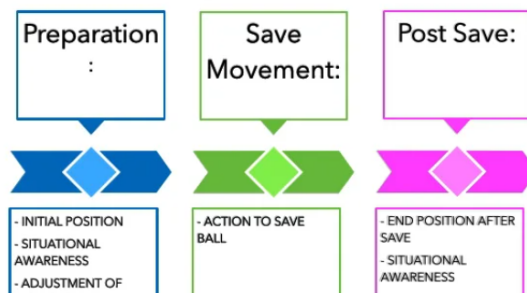 Preparation
:
Save
Movement:
Post Save:
- INITIAL POSITION
- SITUATIONAL
AWARENESS
- ADJUSTMENT OF
- ACTION TO SAVE
BALL
- END POSITION AFTER
SAVE
- SITUATIONAL
AWARENESS